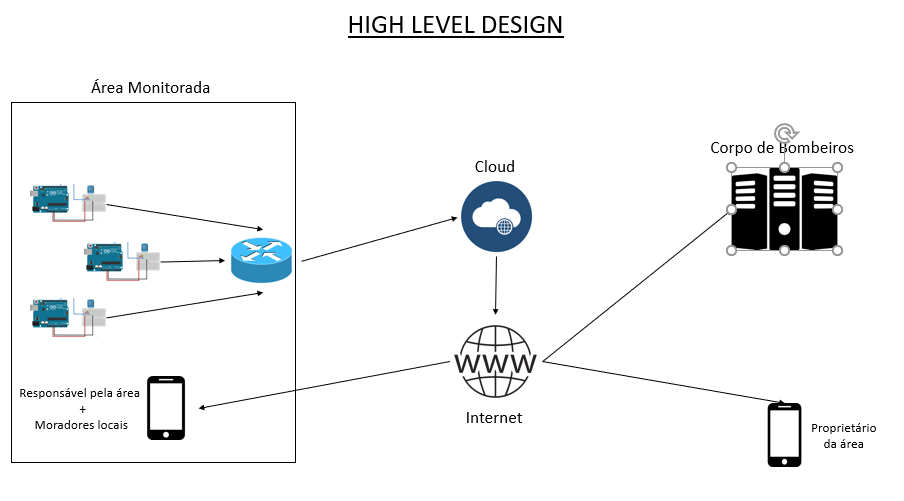 HIGH LEVEL DESIGN
Área Monitorada
Cloud
Corpo de Bombeiros
WWW
Internet
Responsável pela área
+
Moradores locais
Proprietário
da área